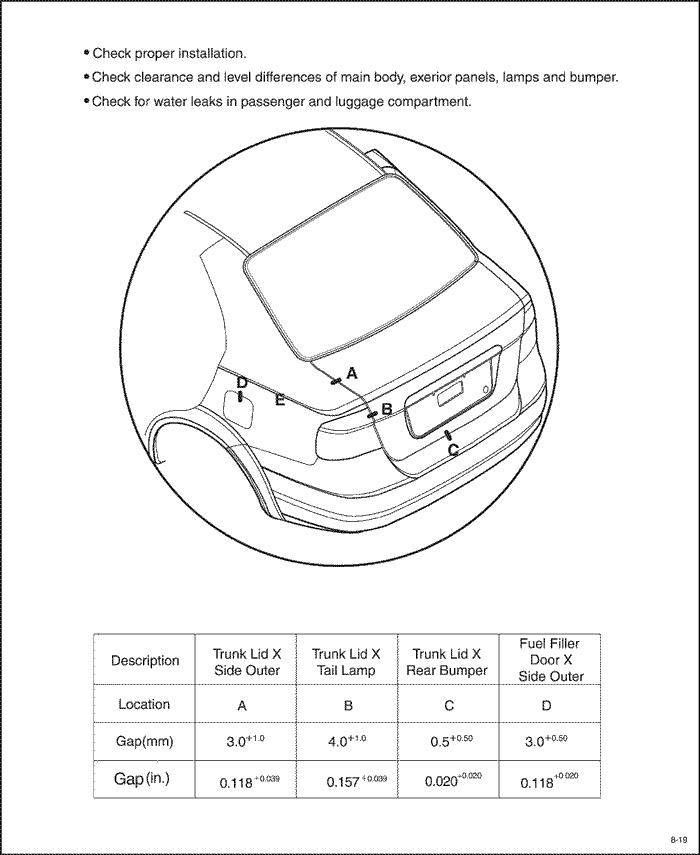 • Check proper installation.
• Check clearance and level differences of main body, exerior panels, lamps and bumper.
• Check for water leaks in passenger and luggage compartment.
A
D
E
B
C
Description Trunk Lid X Side Outer Trunk Lid X Tail Lamp Trunk Lid X Rear Bumper Fuel Filler Door X Side Outer
Location A B C D
Gap(mm) 3.0+1.0 4.0+1.0 0.5+0.50 3.0+0.50
Gap(in.) 0.118+0.039 0.157+0.039 0.020+0.020 0.118+0.020
8-19